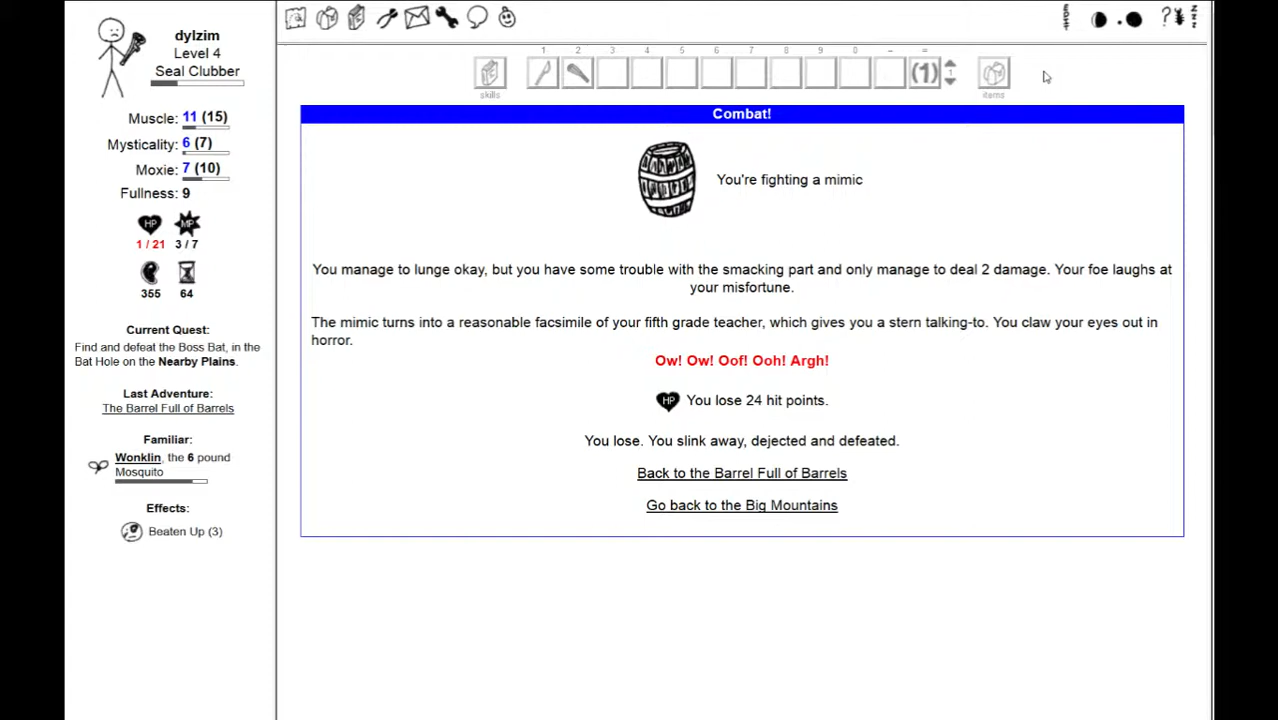 dylzim
Level 4
Seal Clubber
Muscle: 11 (15)
Mysticality: 6 (7)
Moxie: 7 (10)
Fullness: 9
HP MP
1 / 21 3 / 7
355 64
Current Quest:
Find and defeat the Boss Bat, in the
Bat Hole on the Nearby Plains.
Last Adventure:
The Barrel Full of Barrels
Familiar:
Wonklin, the 6 pound
Mosquito
Effects:
Beaten Up (3)
1 2 3 4 5 6 7 8 9 0 - =
(1) 1
skills items
Combat!
You're fighting a mimic
You manage to lunge okay, but you have some trouble with the smacking part and only manage to deal 2 damage. Your foe laughs at
your misfortune.
The mimic turns into a reasonable facsimile of your fifth grade teacher, which gives you a stern talking-to. You claw your eyes out in
horror.
Ow! Ow! Oof! Ooh! Argh!
HP You lose 24 hit points.
You lose. You slink away, dejected and defeated.
Back to the Barrel Full of Barrels
Go back to the Big Mountains